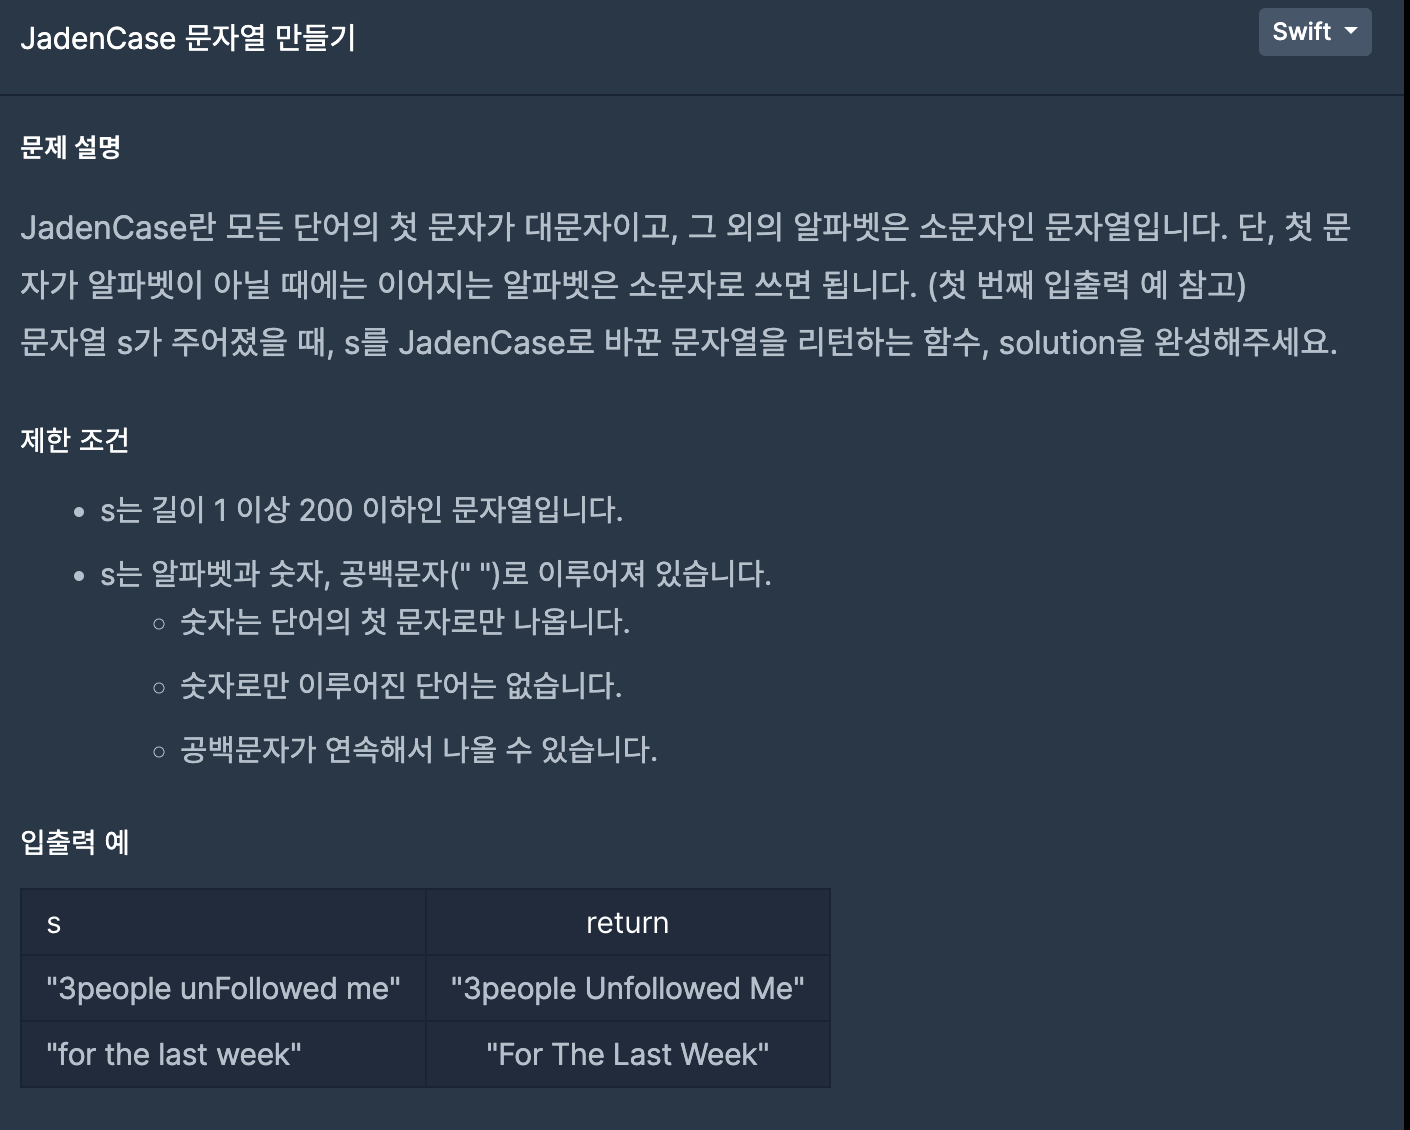 JadenCase 문자열 만들기
Swift
문제 설명
JadenCase란 모든 단어의 첫 문자가 대문자이고, 그 외의 알파벳은 소문자인 문자열입니다. 단, 첫 문
자가 알파벳이 아닐 때에는 이어지는 알파벳은 소문자로 쓰면 됩니다. (첫 번째 입출력 예 참고)
문자열 s가 주어졌을 때, s를 JadenCase로 바꾼 문자열을 리턴하는 함수, solution을 완성해주세요.
제한 조건
• s는 길이 1 이상 200 이하인 문자열입니다.
• s는 알파벳과 숫자, 공백문자(" ")로 이루어져 있습니다.
◦ 숫자는 단어의 첫 문자로만 나옵니다.
◦ 숫자로만 이루어진 단어는 없습니다.
◦ 공백문자가 연속해서 나올 수 있습니다.
입출력 예
s return
"3people unFollowed me" "3people Unfollowed Me"
"for the last week" "For The Last Week"